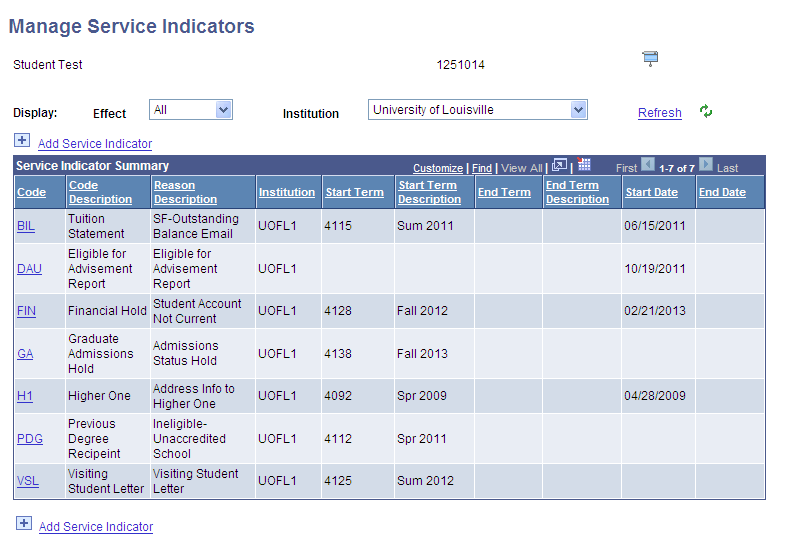 Manage Service Indicators
Student Test 1251014
Display: Effect All Institution University of Louisville Refresh
Add Service Indicator
Service Indicator Summary Customize | Find | View All | | First 1-7 of 7 Last
Code Code Description Reason Description Institution Start Term Start Term Description End Term End Term Description Start Date End Date
BIL Tuition Statement SF-Outstanding Balance Email UOFL1 4115 Sum 2011 06/15/2011
DAU Eligible for Advisement Report Eligible for Advisement Report UOFL1 10/19/2011
FIN Financial Hold Student Account Not Current UOFL1 4128 Fall 2012 02/21/2013
GA Graduate Admissions Hold Admissions Status Hold UOFL1 4138 Fall 2013
H1 Higher One Address Info to Higher One UOFL1 4092 Spr 2009 04/28/2009
PDG Previous Degree Recipeint Ineligible-Unaccredited School UOFL1 4112 Spr 2011
VSL Visiting Student Letter Visiting Student Letter UOFL1 4125 Sum 2012
Add Service Indicator